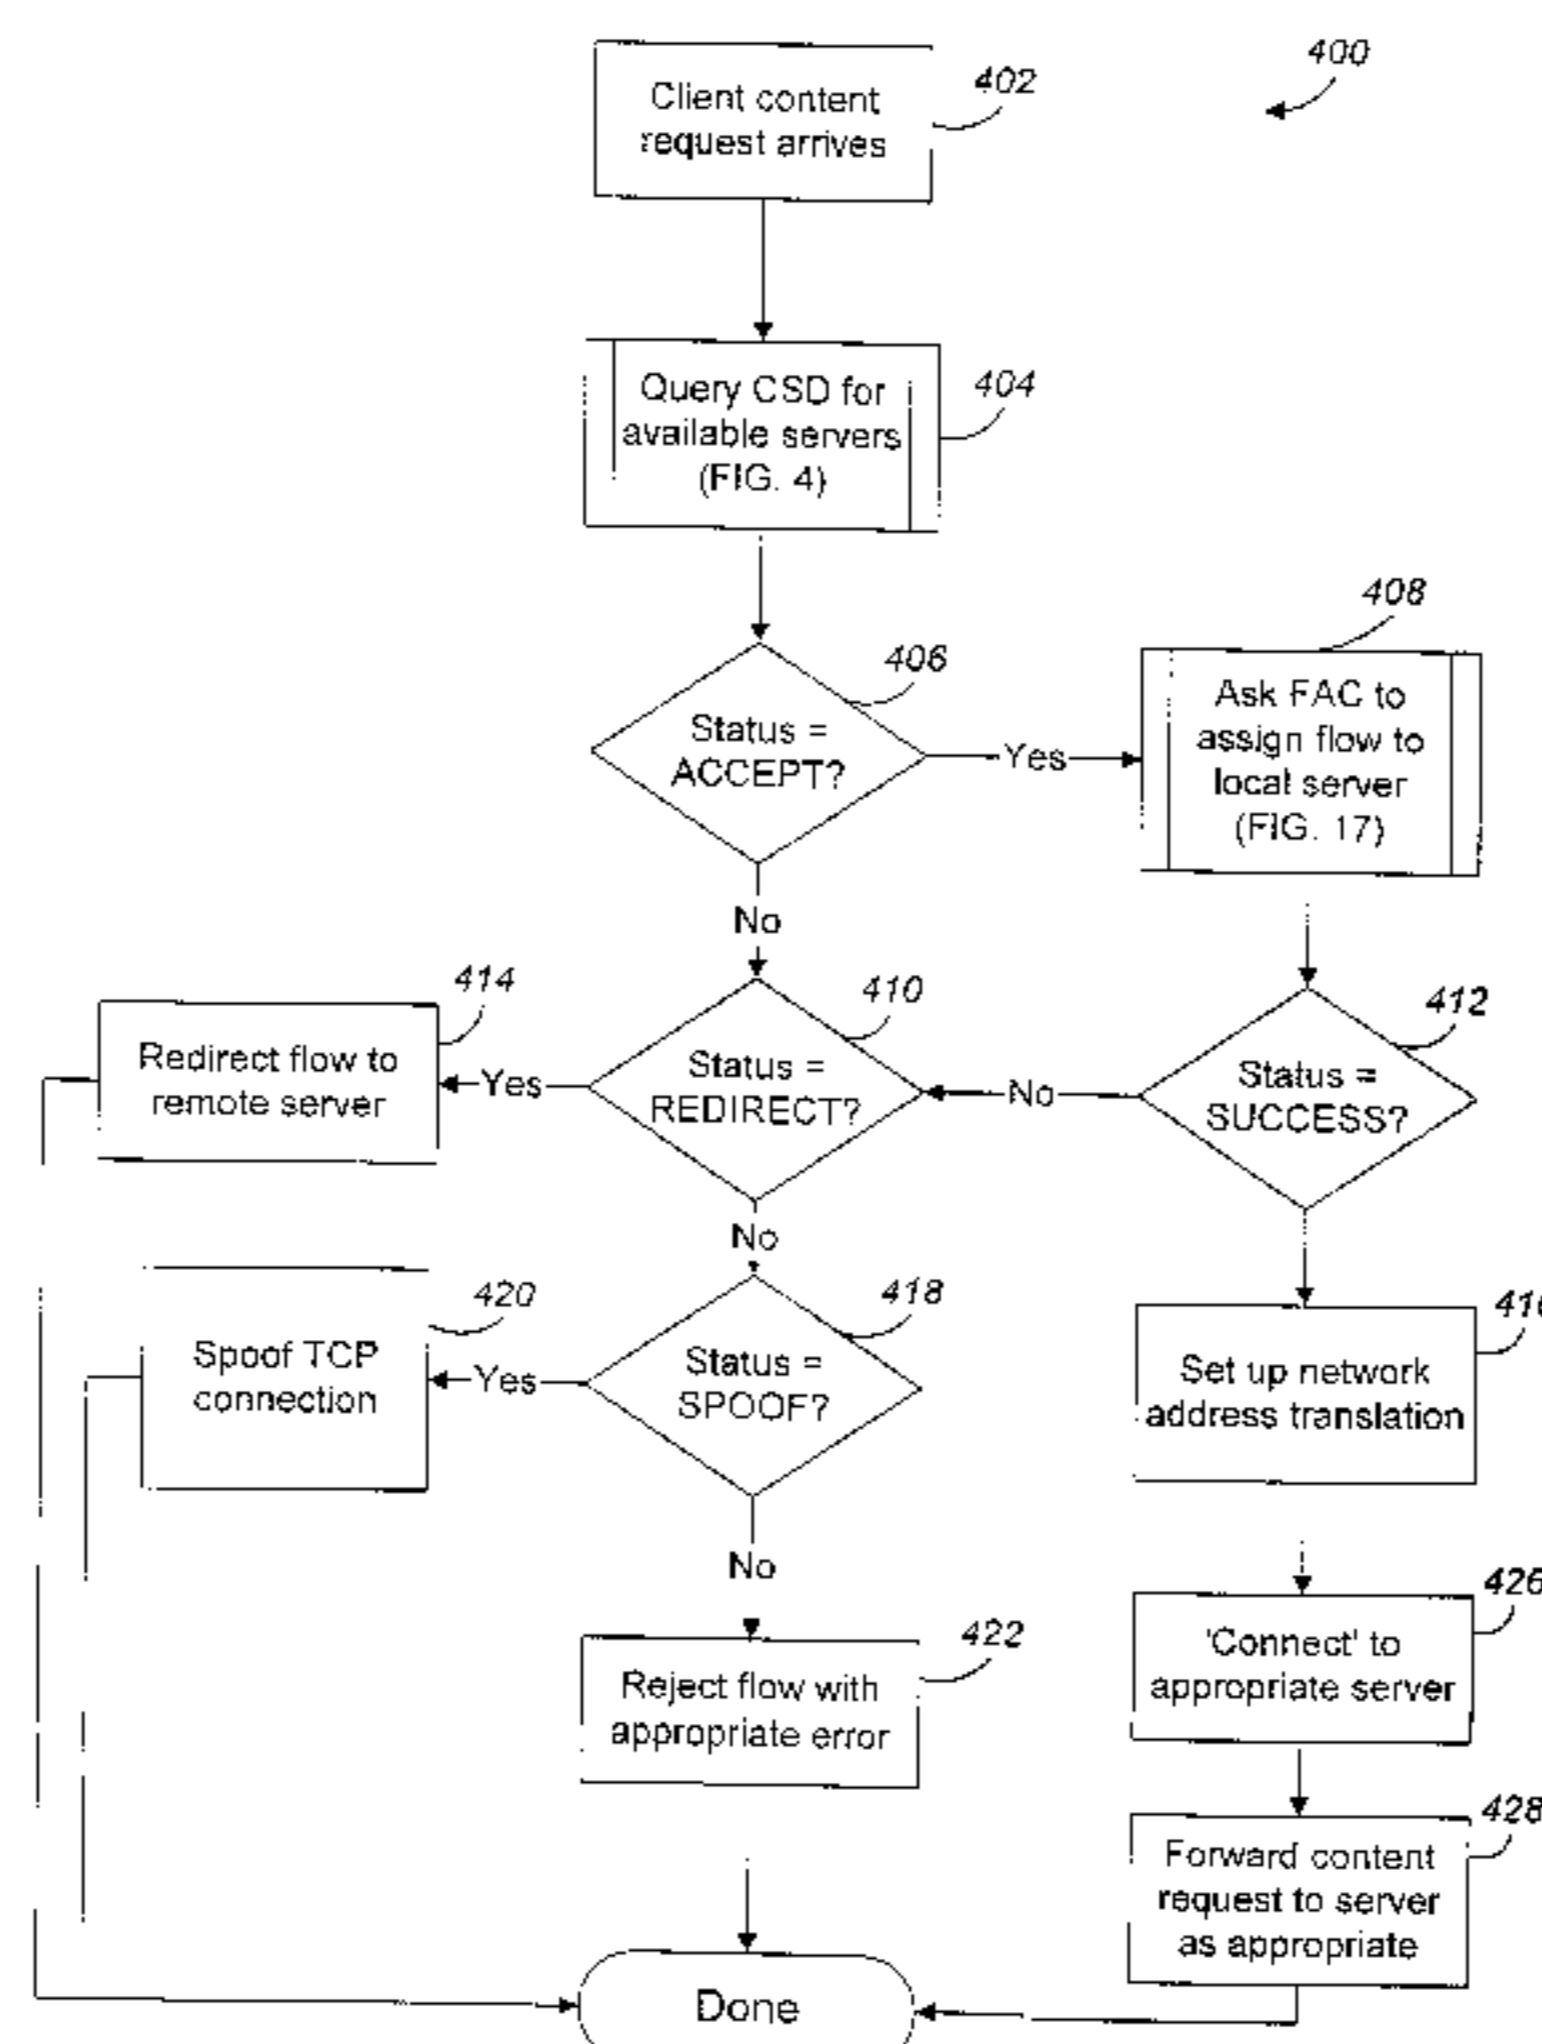 400
402
Client content
request arrives
404
Query CSD for
available servers
(FIG. 4)
406
Status =
ACCEPT?
Yes
408
Ask FAC to
assign flow to
local server
(FIG. 17)
No
414
Redirect flow to
remote server
Yes
410
Status =
REDIRECT?
No
412
Status =
SUCCESS?
No
420
Spoof TCP
connection
Yes
418
Status =
SPOOF?
416
Set up network
address translation
No
426
'Connect' to
appropriate server
422
Reject flow with
appropriate error
428
Forward content
request to server
as appropriate
Done